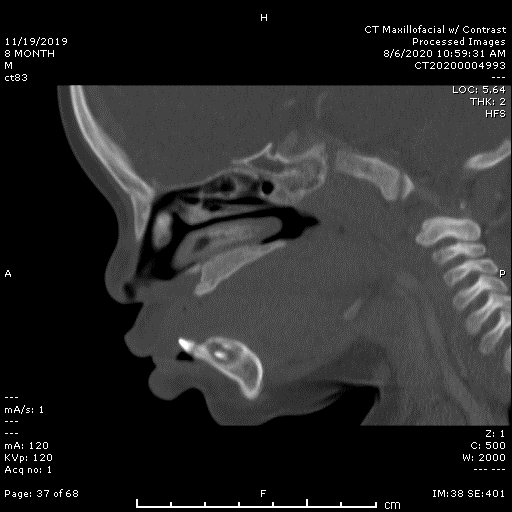 H
11/19/2019
8 MONTH
M
ct83
CT Maxillofacial w/ Contrast
Processed Images
8/6/2020 10:59:31 AM
CT20200004993
---
LOC: 5.64
THK: 2
HFS
A
P
---
mA/s: 1
---
---
mA: 120
KVp: 120
Acq no: 1
Page: 37 of 68
Z: 1
C: 500
W: 2000
--- ---
IM:38 SE:401
F
cm